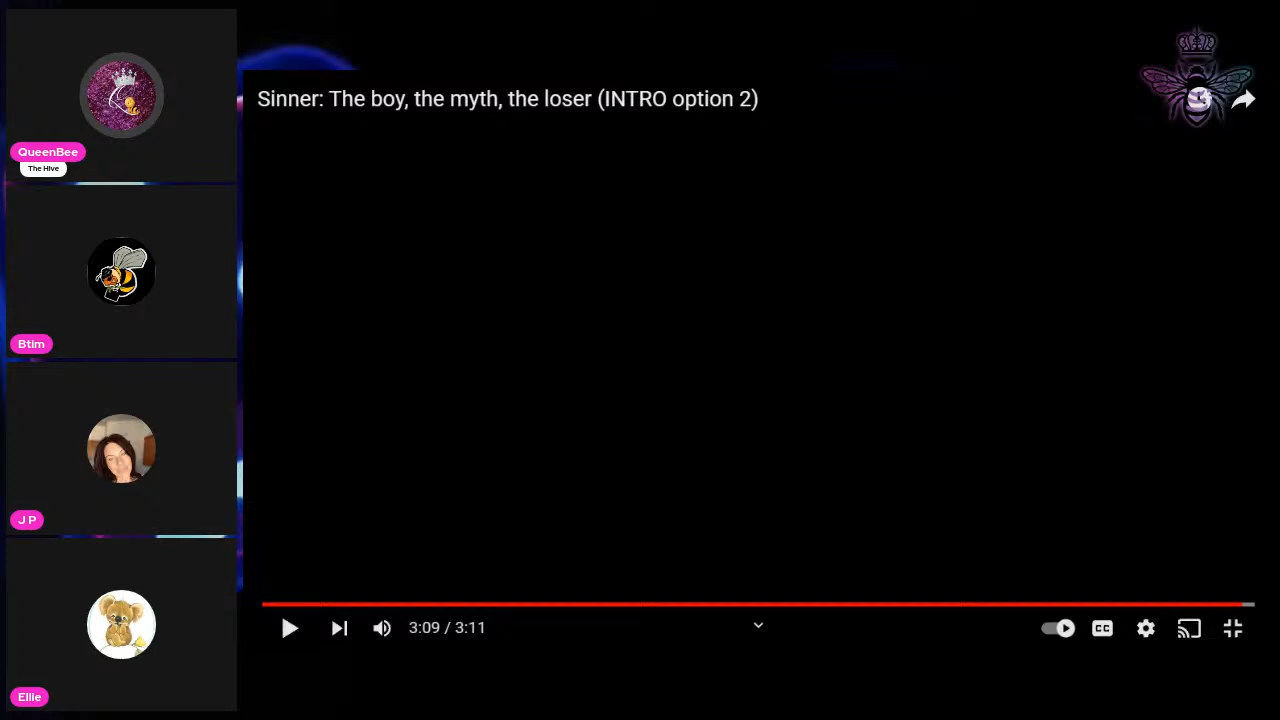 Sinner: The boy, the myth, the loser (INTRO option 2)
QueenBee
The Hive
Btim
J P
Ellie
3:09 / 3:11
CC